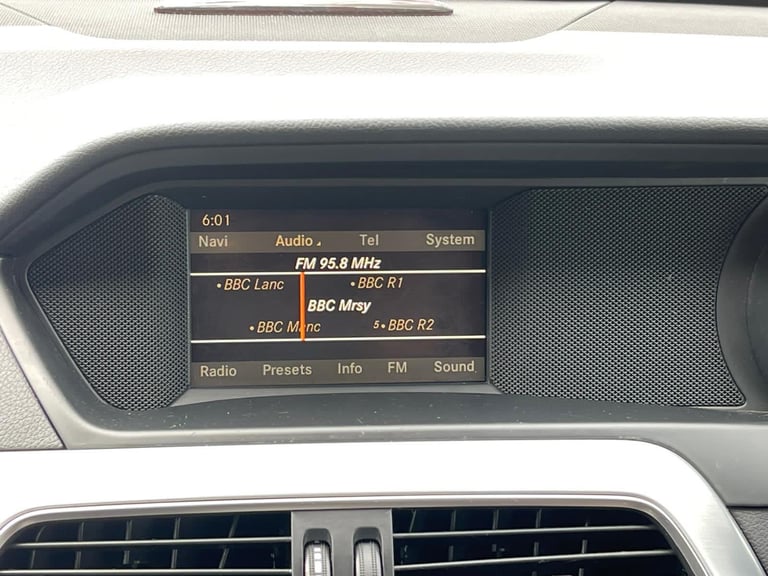 6:01
Navi Audio Tel System
FM 95.8 MHz
• BBC Lanc • BBC R1
BBC Mrsy
• BBC Manc 5 • BBC R2
Radio Presets Info FM Sound